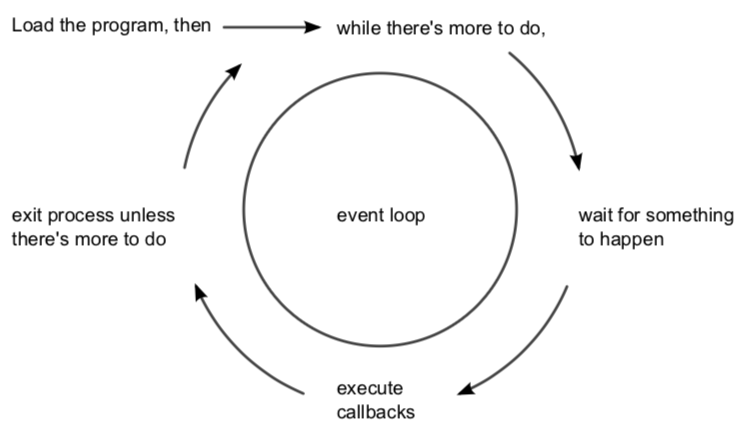 Load the program, then
while there's more to do,
wait for something
to happen
execute
callbacks
exit process unless
there's more to do
event loop